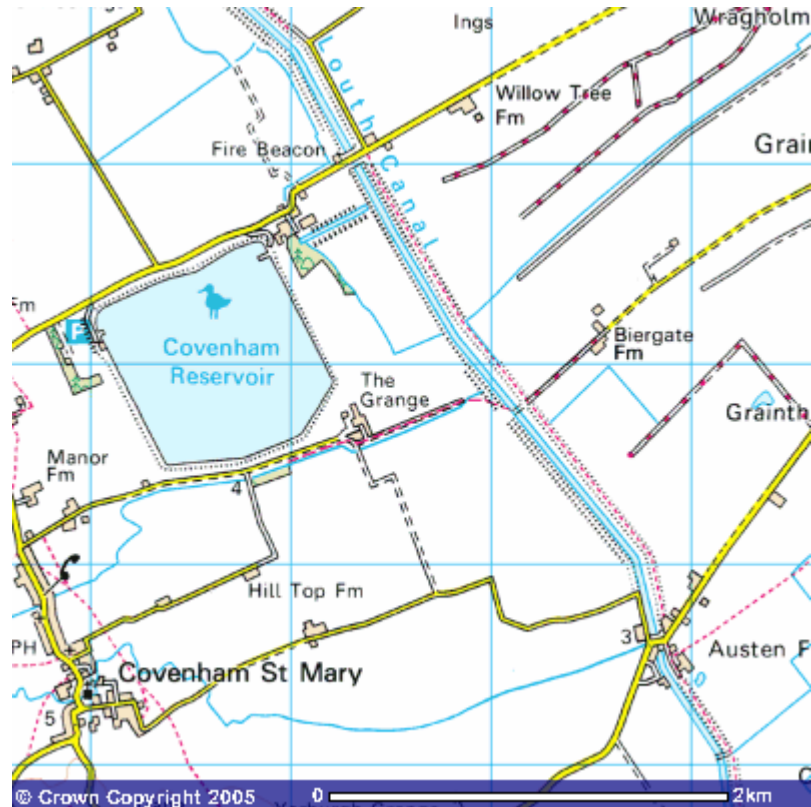 Ings
Wragholm
Louth Canal
Willow Tree
Fm
Fire Beacon
Grain
Fm
P
Covenham
Reservoir
Biergate
Fm
The
Grange
Grainth
Manor
Fm
4
Hill Top Fm
PH
3
Austen F
Covenham St Mary
0
5
© Crown Copyright 2005
0
2km